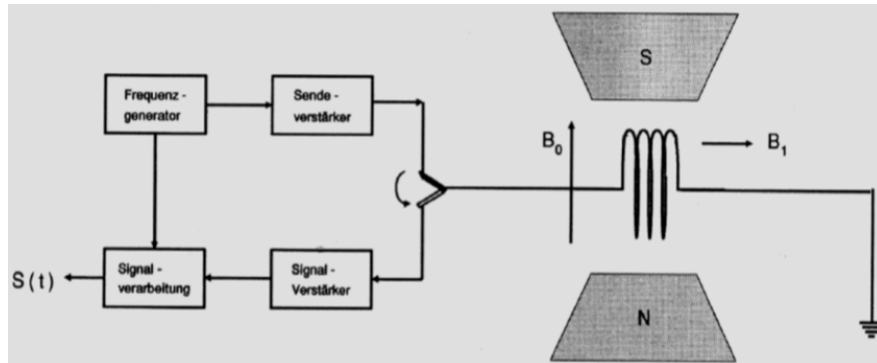 S
Frequenz -
generator
Sende -
verstärker
B₀
B₁
S(t)
Signal -
verarbeitung
Signal -
Verstärker
N